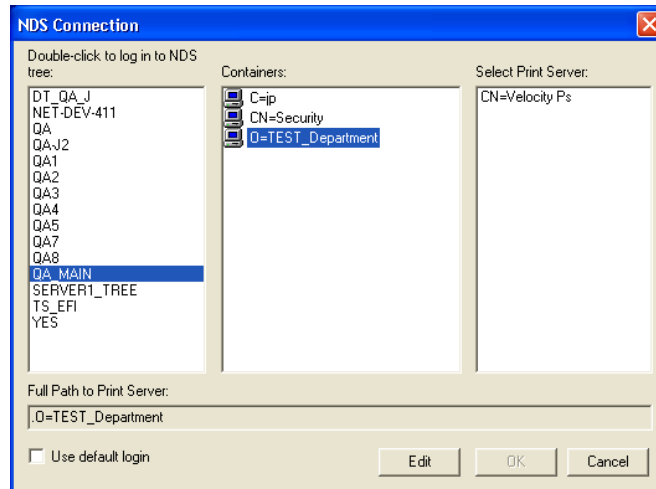 NDS Connection
Double-click to log in to NDS
tree:
DT_QA_J
NET-DEV-411
QA
QA-J2
QA1
QA2
QA3
QA4
QA5
QA7
QA8
QA_MAIN
SERVER1_TREE
TS_EFI
YES
Containers:
C=jp
CN=Security
O=TEST_Department
Select Print Server:
CN=Velocity Ps
Full Path to Print Server:
.O=TEST_Department
Use default login
Edit
OK
Cancel